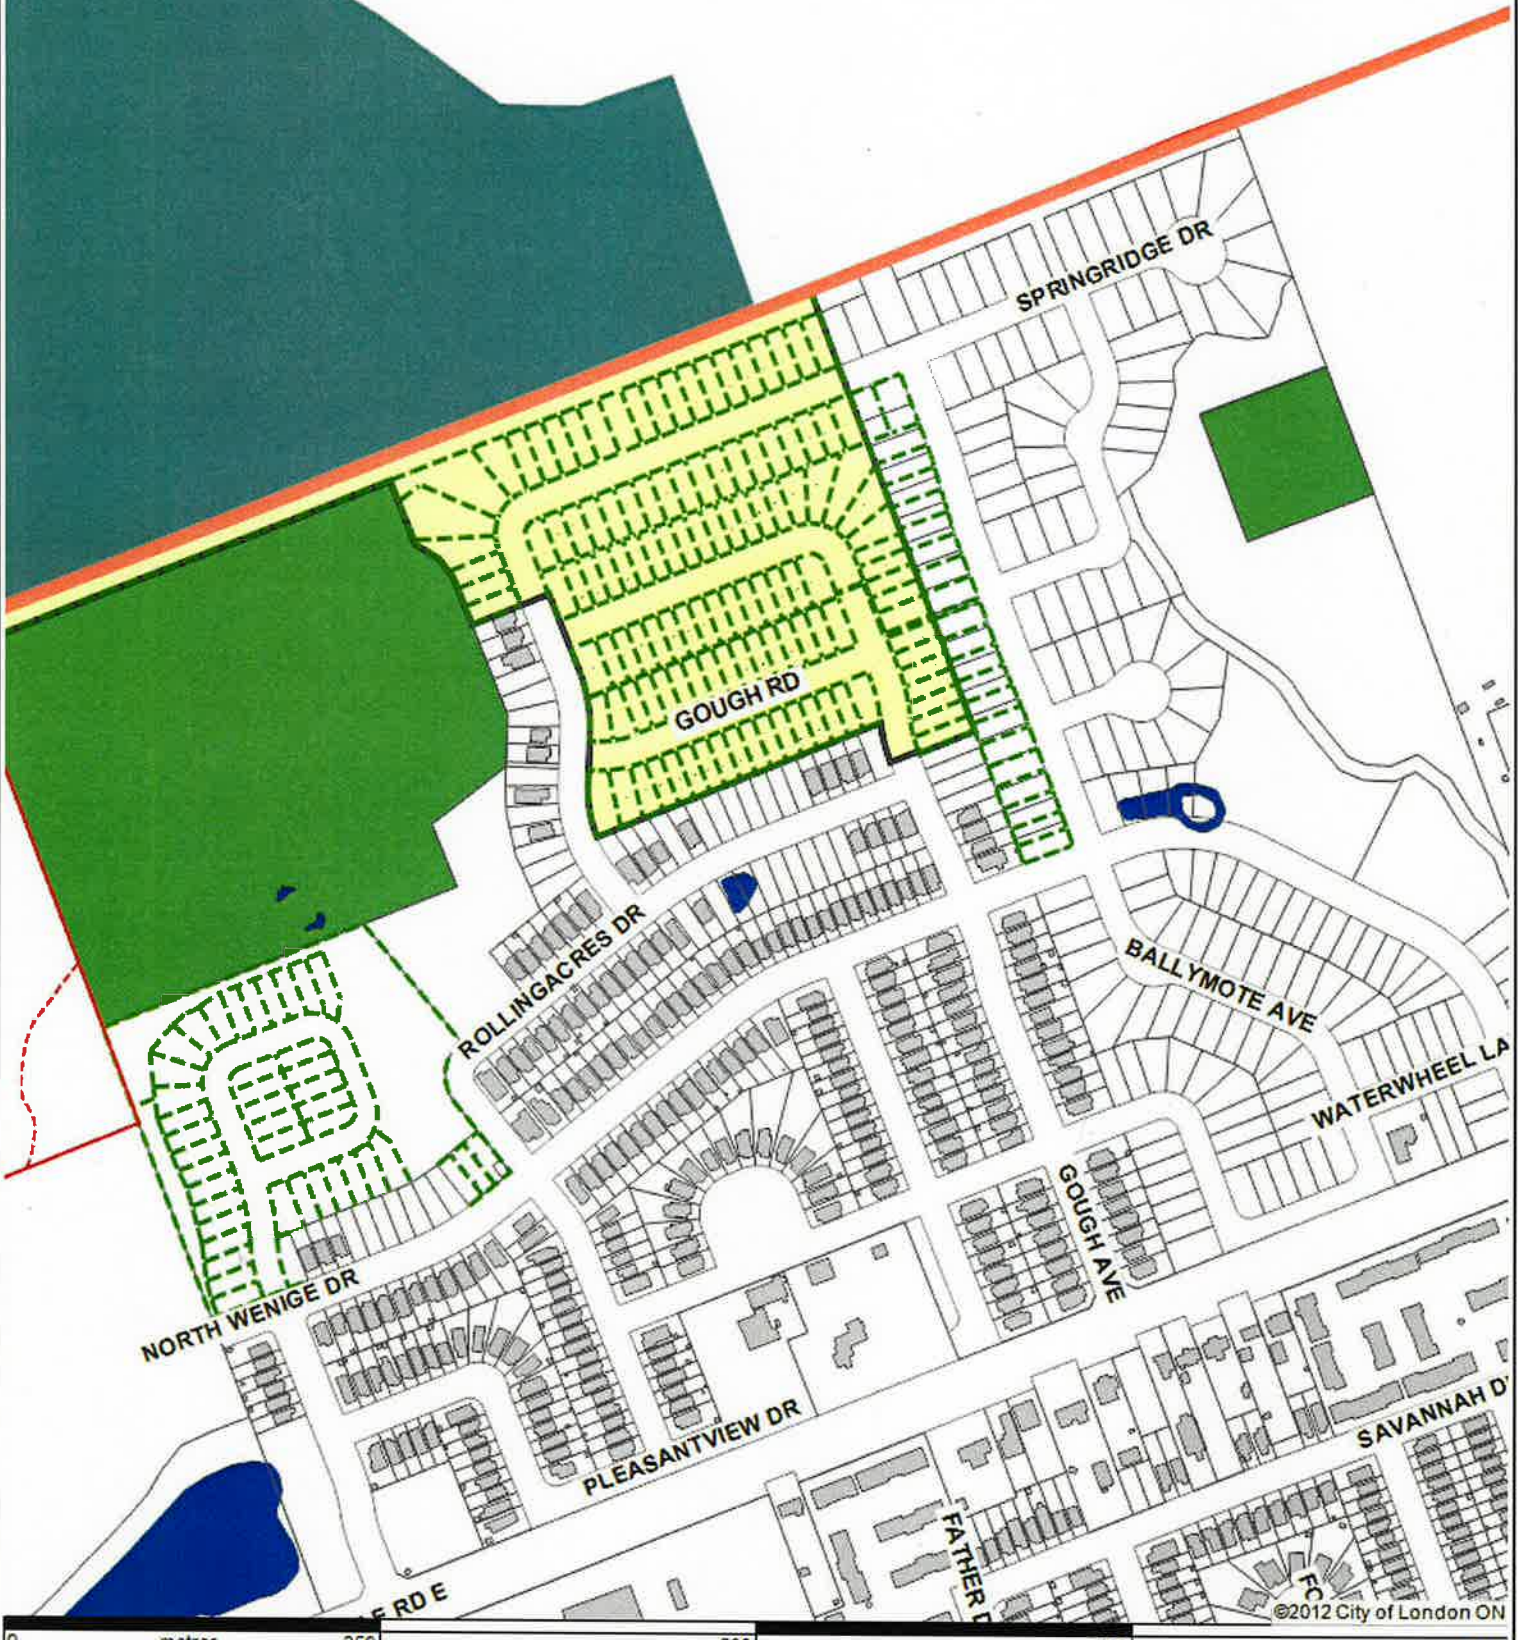 SPRINGRIDGE DR
GOUGH RD
ROLLINGACRES DR
BALLYMOTE AVE
WATERWHEEL LA
GOUGH AVE
NORTH WENIGE DR
PLEASANTVIEW DR
SAVANNAH D
FATHER D
FO
E RD E
©2012 City of London ON